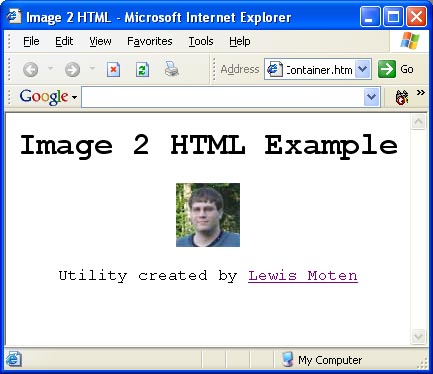 Image 2 HTML - Microsoft Internet Explorer
File Edit View Favorites Tools Help
Address Container.htm Go
Google
Image 2 HTML Example
Utility created by Lewis Moten
My Computer